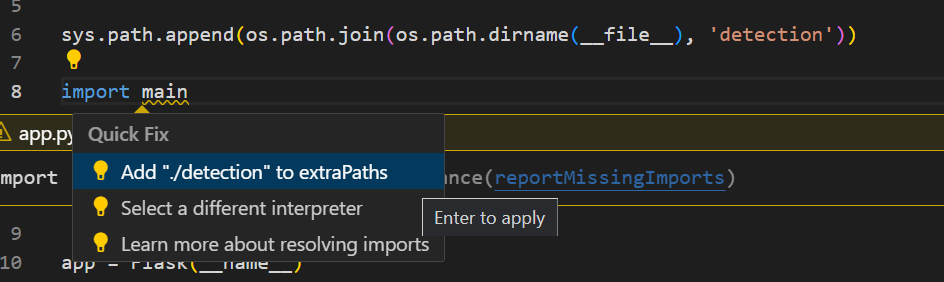 5
6 sys.path.append(os.path.join(os.path.dirname(__file__), 'detection'))
7
8 import main
app.py
Quick Fix
mport
Add "./detection" to extraPaths
ance(reportMissingImports)
Select a different interpreter
Enter to apply
Learn more about resolving imports
9
10 app = Flask(__name__)